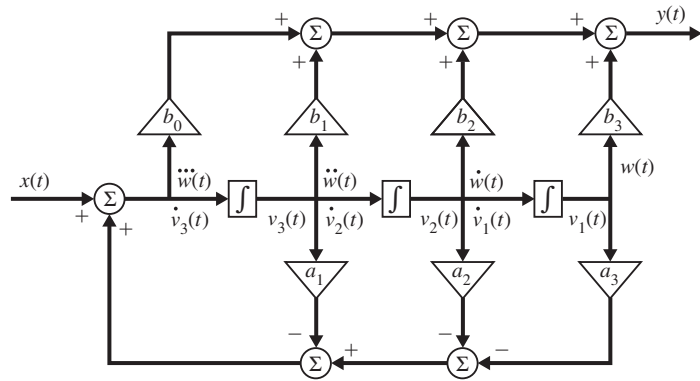 + + + y(t)
Σ Σ Σ
+ + +
b₀ b₁ b₂ b₃
x(t) w⃛(t) ẅ(t) ẇ(t) w(t)
Σ ∫ ∫ ∫
+ + v̇₃(t) v₃(t) v̇₂(t) v₂(t) v̇₁(t) v₁(t)
a₁ a₂ a₃
− − −
+
Σ Σ